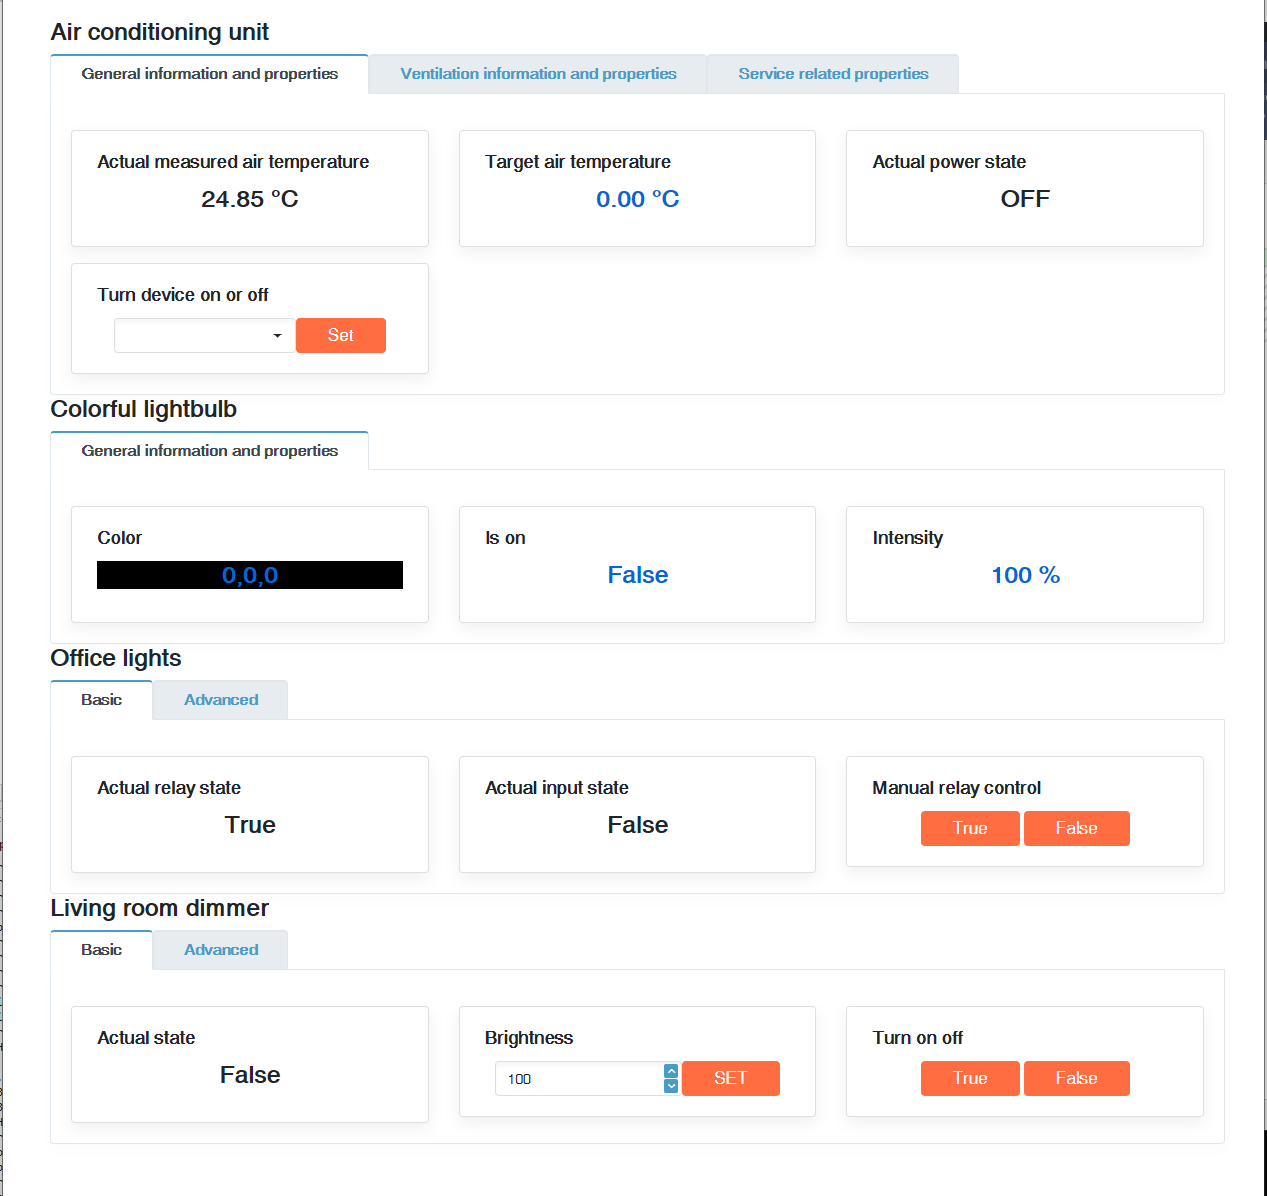 Air conditioning unit
General information and properties
Ventilation information and properties
Service related properties
Actual measured air temperature
24.85 °C
Target air temperature
0.00 °C
Actual power state
OFF
Turn device on or off
Set
Colorful lightbulb
General information and properties
Color
0,0,0
Is on
False
Intensity
100 %
Office lights
Basic
Advanced
Actual relay state
True
Actual input state
False
Manual relay control
True
False
Living room dimmer
Basic
Advanced
Actual state
False
Brightness
100
SET
Turn on off
True
False